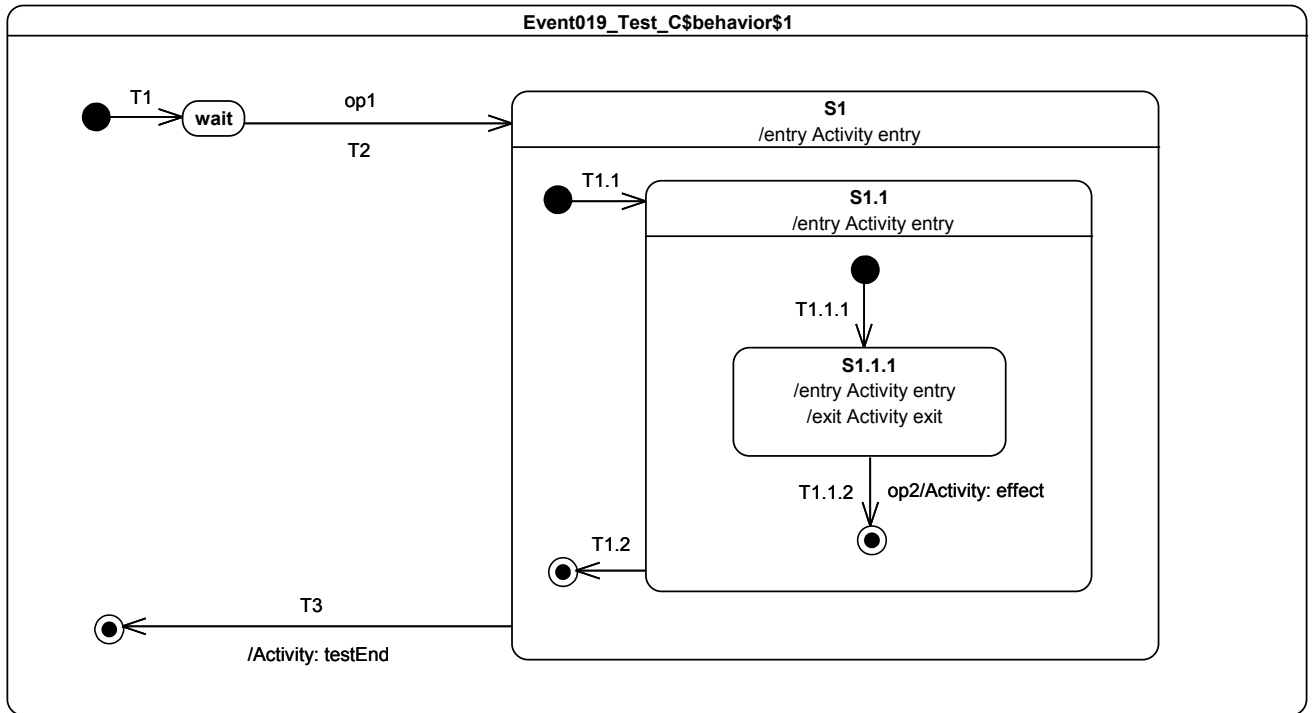 Event019_Test_C$behavior$1
T1
wait
op1
T2
S1
/entry Activity entry
T1.1
S1.1
/entry Activity entry
T1.1.1
S1.1.1
/entry Activity entry
/exit Activity exit
T1.1.2
op2/Activity: effect
T1.2
T3
/Activity: testEnd